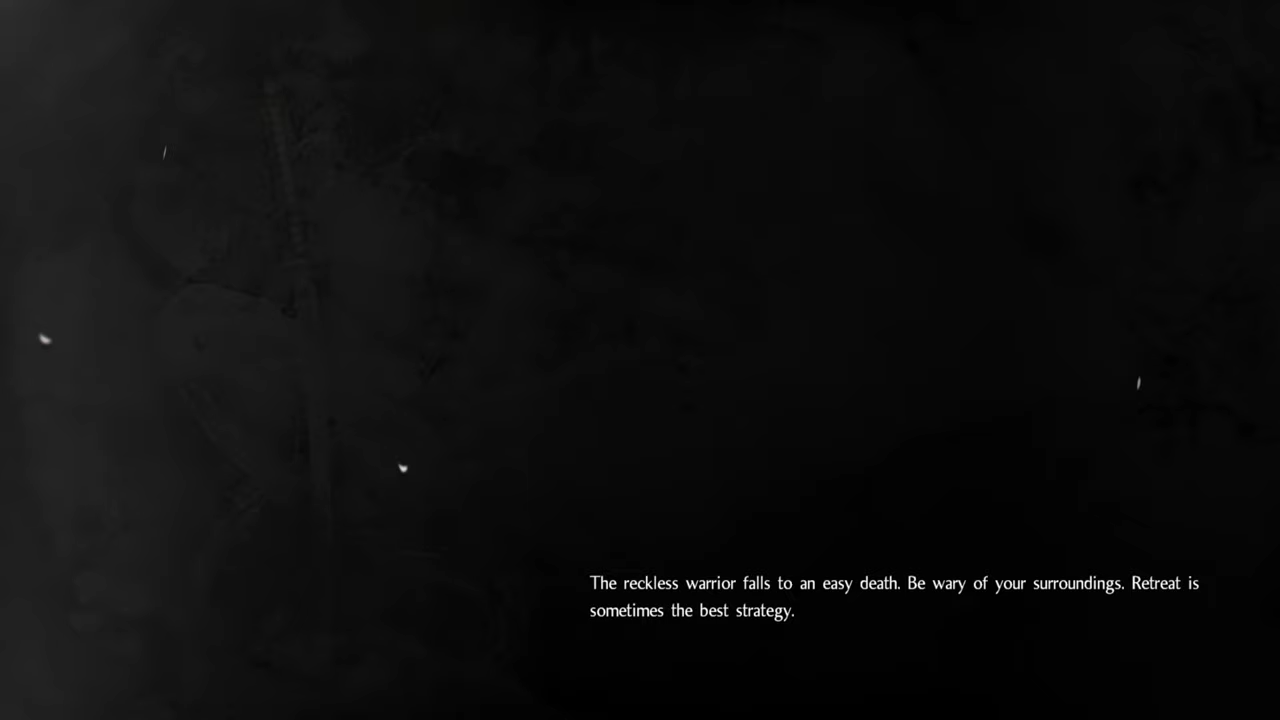 The reckless warrior falls to an easy death. Be wary of your surroundings. Retreat is
sometimes the best strategy.